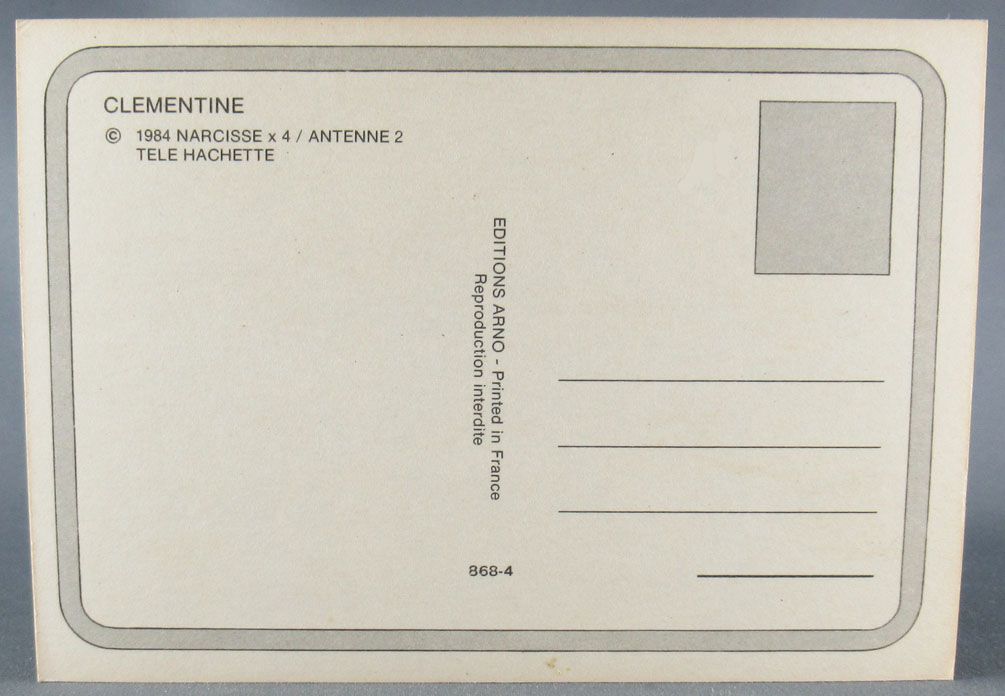 CLEMENTINE
© 1984 NARCISSE x 4 / ANTENNE 2
TELE HACHETTE
EDITIONS ARNO - Printed in France
Reproduction interdite
868-4